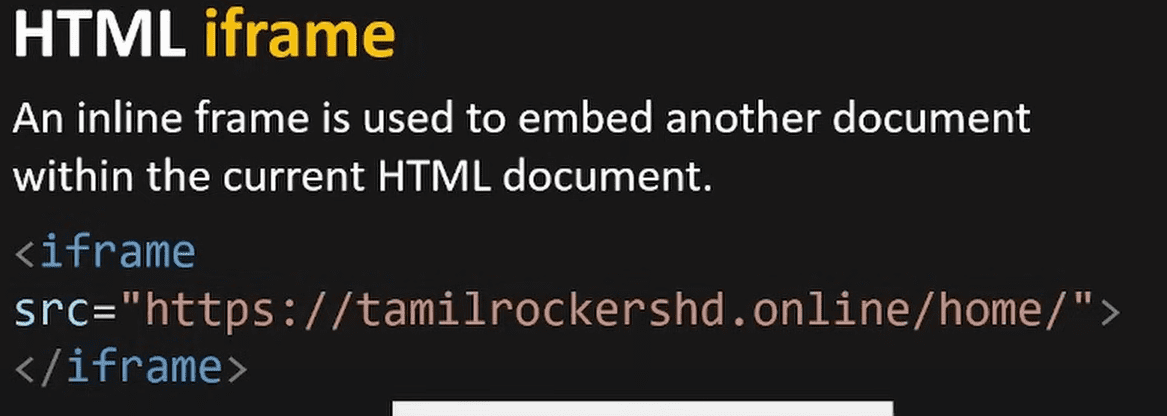 HTML iframe
An inline frame is used to embed another document
within the current HTML document.
<iframe
src="https://tamilrockershd.online/home/">
</iframe>